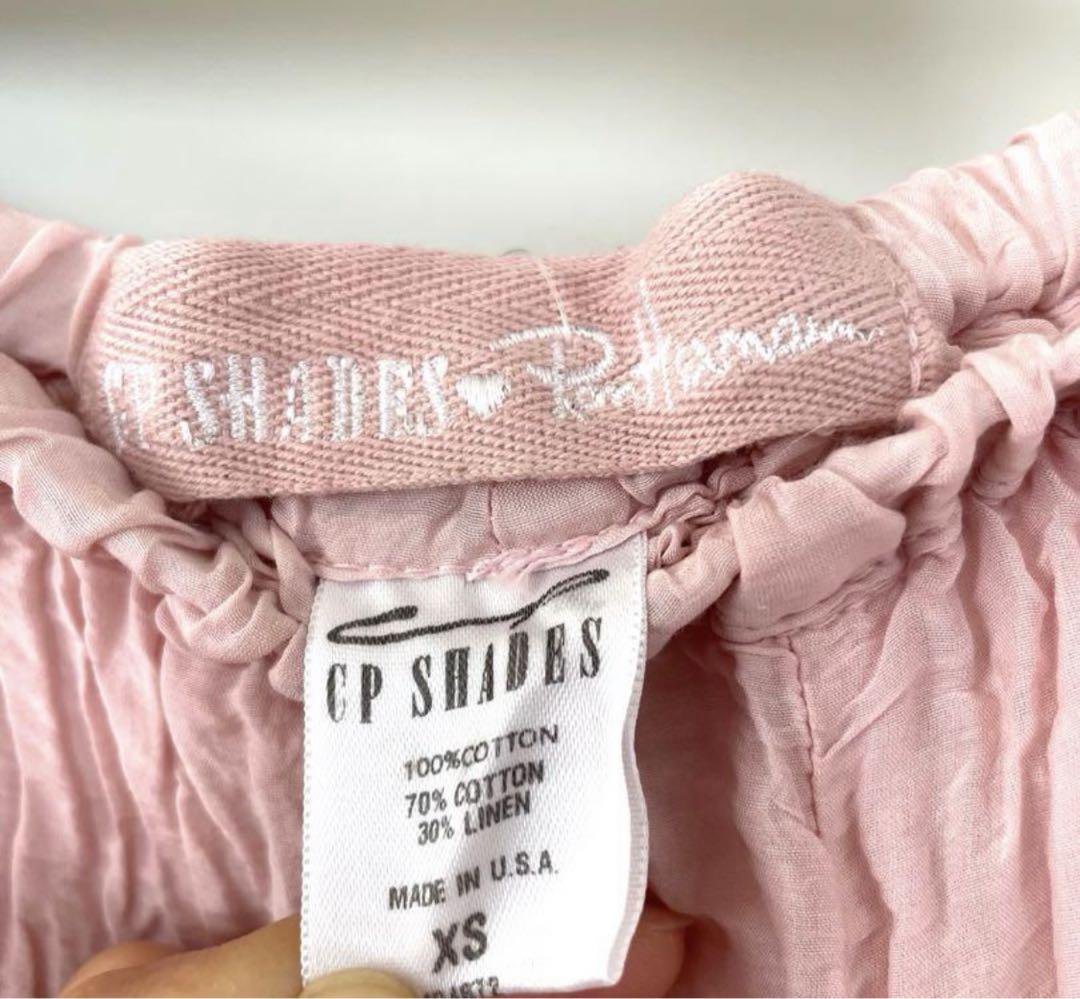 CP SHADES♥Ron Herman
CP SHADES
100%COTTON
70% COTTON
30% LINEN
MADE IN U.S.A.
XS